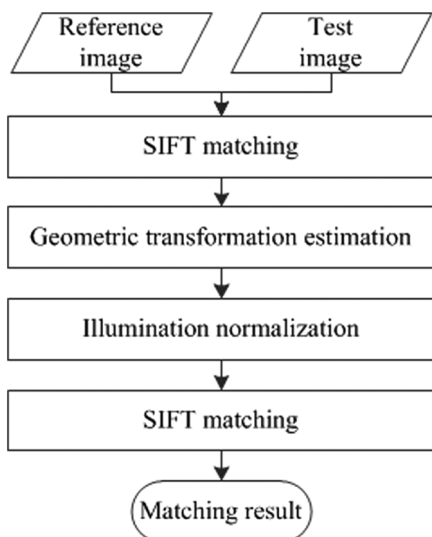 Reference
image
Test
image
SIFT matching
Geometric transformation estimation
Illumination normalization
SIFT matching
Matching result